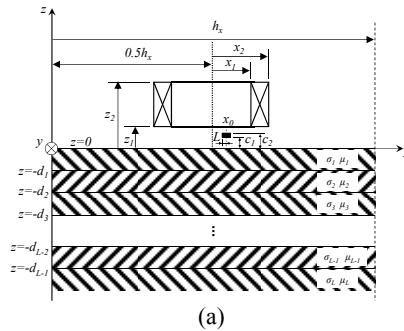 z
h_x
0.5h_x
x_2
x_1
z_2
z_1
x_0
L
c_1 c_2
y
z=0
z=-d_1
z=-d_2
z=-d_3
z=-d_{L-2}
z=-d_{L-1}
σ_1 μ_1
σ_2 μ_2
σ_3 μ_3
⋮
σ_{L-1} μ_{L-1}
σ_L μ_L
(a)